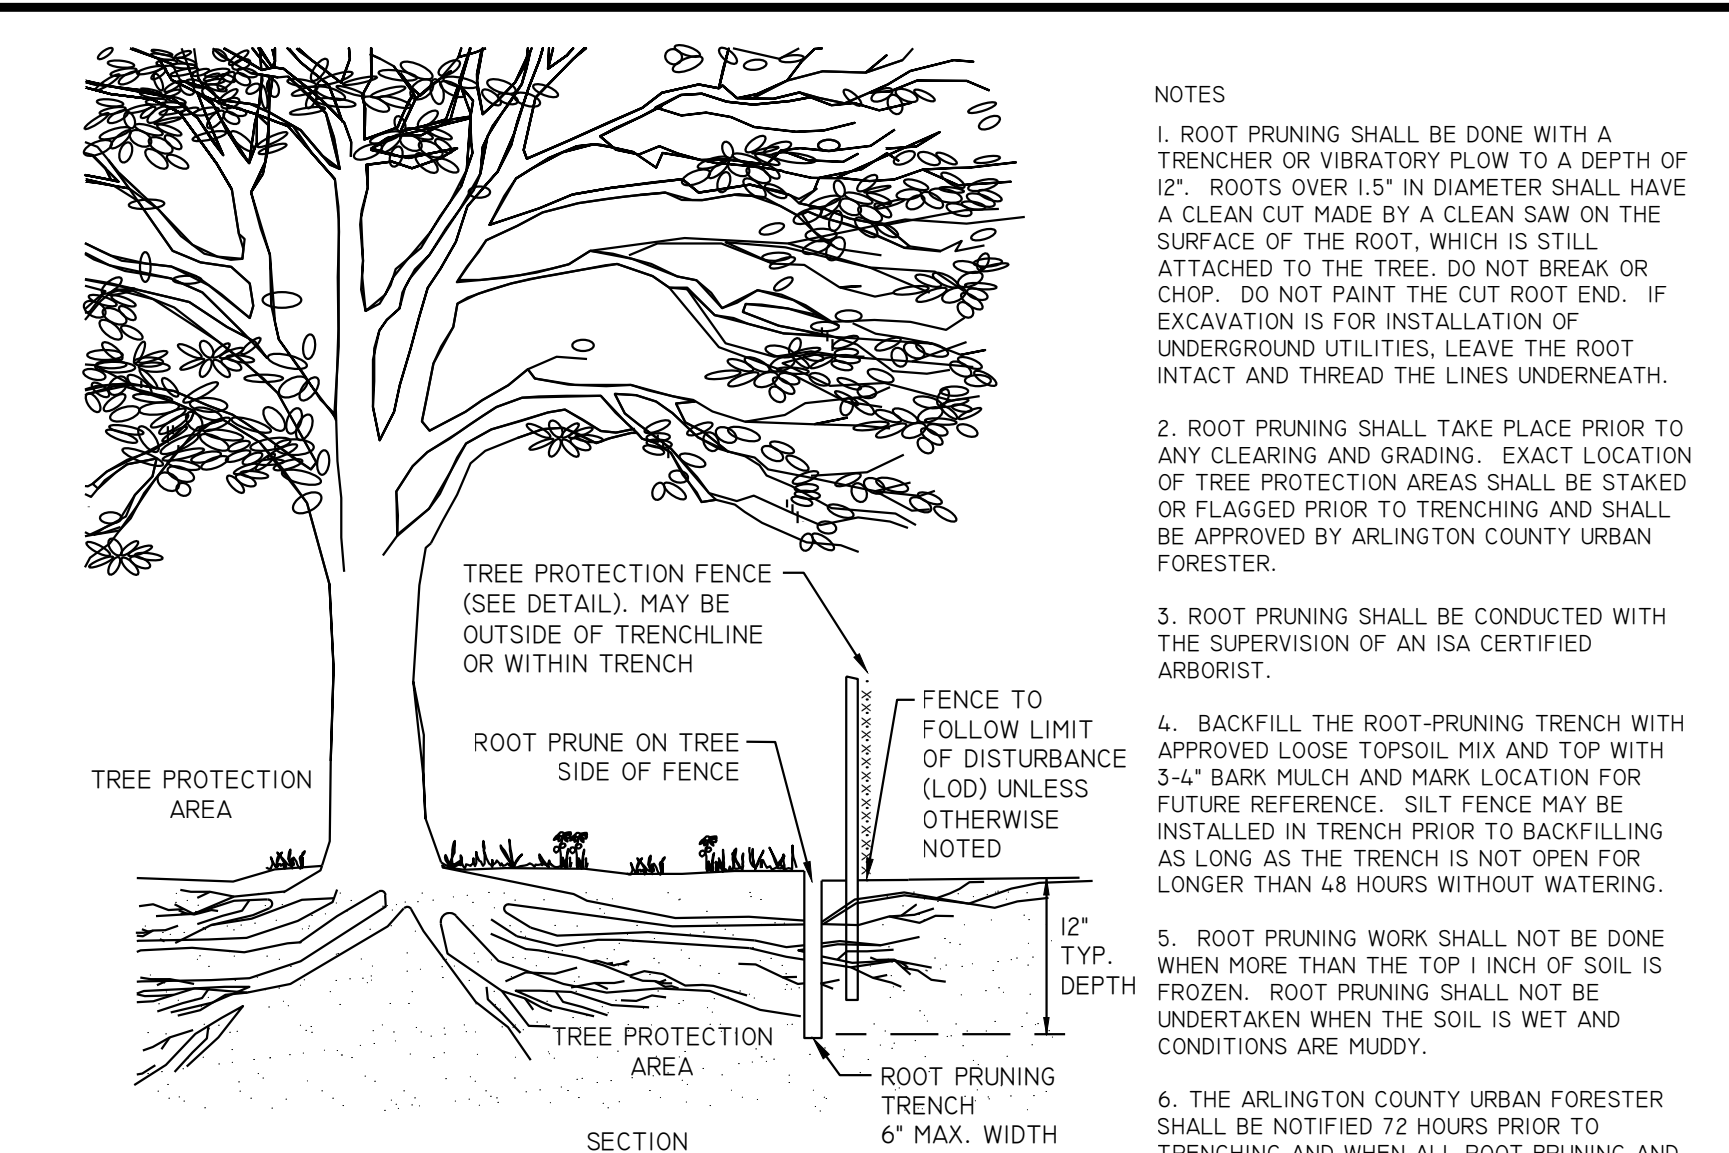 NOTES
1. ROOT PRUNING SHALL BE DONE WITH A
TRENCHER OR VIBRATORY PLOW TO A DEPTH OF
12".  ROOTS OVER 1.5" IN DIAMETER SHALL HAVE
A CLEAN CUT MADE BY A CLEAN SAW ON THE
SURFACE OF THE ROOT, WHICH IS STILL
ATTACHED TO THE TREE. DO NOT BREAK OR
CHOP.  DO NOT PAINT THE CUT ROOT END.  IF
EXCAVATION IS FOR INSTALLATION OF
UNDERGROUND UTILITIES, LEAVE THE ROOT
INTACT AND THREAD THE LINES UNDERNEATH.
2. ROOT PRUNING SHALL TAKE PLACE PRIOR TO
ANY CLEARING AND GRADING.  EXACT LOCATION
OF TREE PROTECTION AREAS SHALL BE STAKED
OR FLAGGED PRIOR TO TRENCHING AND SHALL
BE APPROVED BY ARLINGTON COUNTY URBAN
FORESTER.
3. ROOT PRUNING SHALL BE CONDUCTED WITH
THE SUPERVISION OF AN ISA CERTIFIED
ARBORIST.
4.  BACKFILL THE ROOT-PRUNING TRENCH WITH
APPROVED LOOSE TOPSOIL MIX AND TOP WITH
3-4" BARK MULCH AND MARK LOCATION FOR
FUTURE REFERENCE.  SILT FENCE MAY BE
INSTALLED IN TRENCH PRIOR TO BACKFILLING
AS LONG AS THE TRENCH IS NOT OPEN FOR
LONGER THAN 48 HOURS WITHOUT WATERING.
5.  ROOT PRUNING WORK SHALL NOT BE DONE
WHEN MORE THAN THE TOP 1 INCH OF SOIL IS
FROZEN.  ROOT PRUNING SHALL NOT BE
UNDERTAKEN WHEN THE SOIL IS WET AND
CONDITIONS ARE MUDDY.
6. THE ARLINGTON COUNTY URBAN FORESTER
SHALL BE NOTIFIED 72 HOURS PRIOR TO
TRENCHING AND WHEN ALL ROOT PRUNING AND
TREE PROTECTION FENCE
(SEE DETAIL). MAY BE
OUTSIDE OF TRENCHLINE
OR WITHIN TRENCH
FENCE TO
FOLLOW LIMIT
OF DISTURBANCE
(LOD) UNLESS
OTHERWISE
NOTED
ROOT PRUNE ON TREE
SIDE OF FENCE
TREE PROTECTION
AREA
12"
TYP.
DEPTH
TREE PROTECTION
AREA
ROOT PRUNING
TRENCH
6" MAX. WIDTH
SECTION